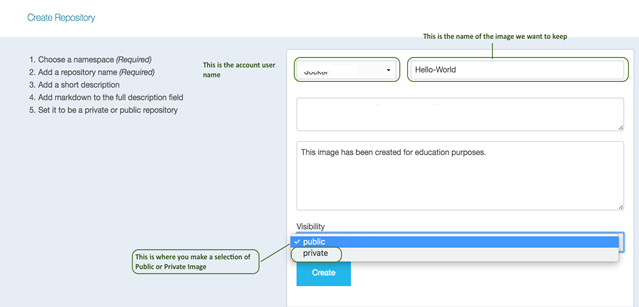 Create Repository
This is the name of the image we want to keep
1. Choose a namespace (Required)
2. Add a repository name (Required)
3. Add a short description
4. Add markdown to the full description field
5. Set it to be a private or public repository
This is the account user
name
Hello-World
This image has been created for education purposes.
Visibility
✓ public
private
This is where you make a selection of
Public or Private Image
Create